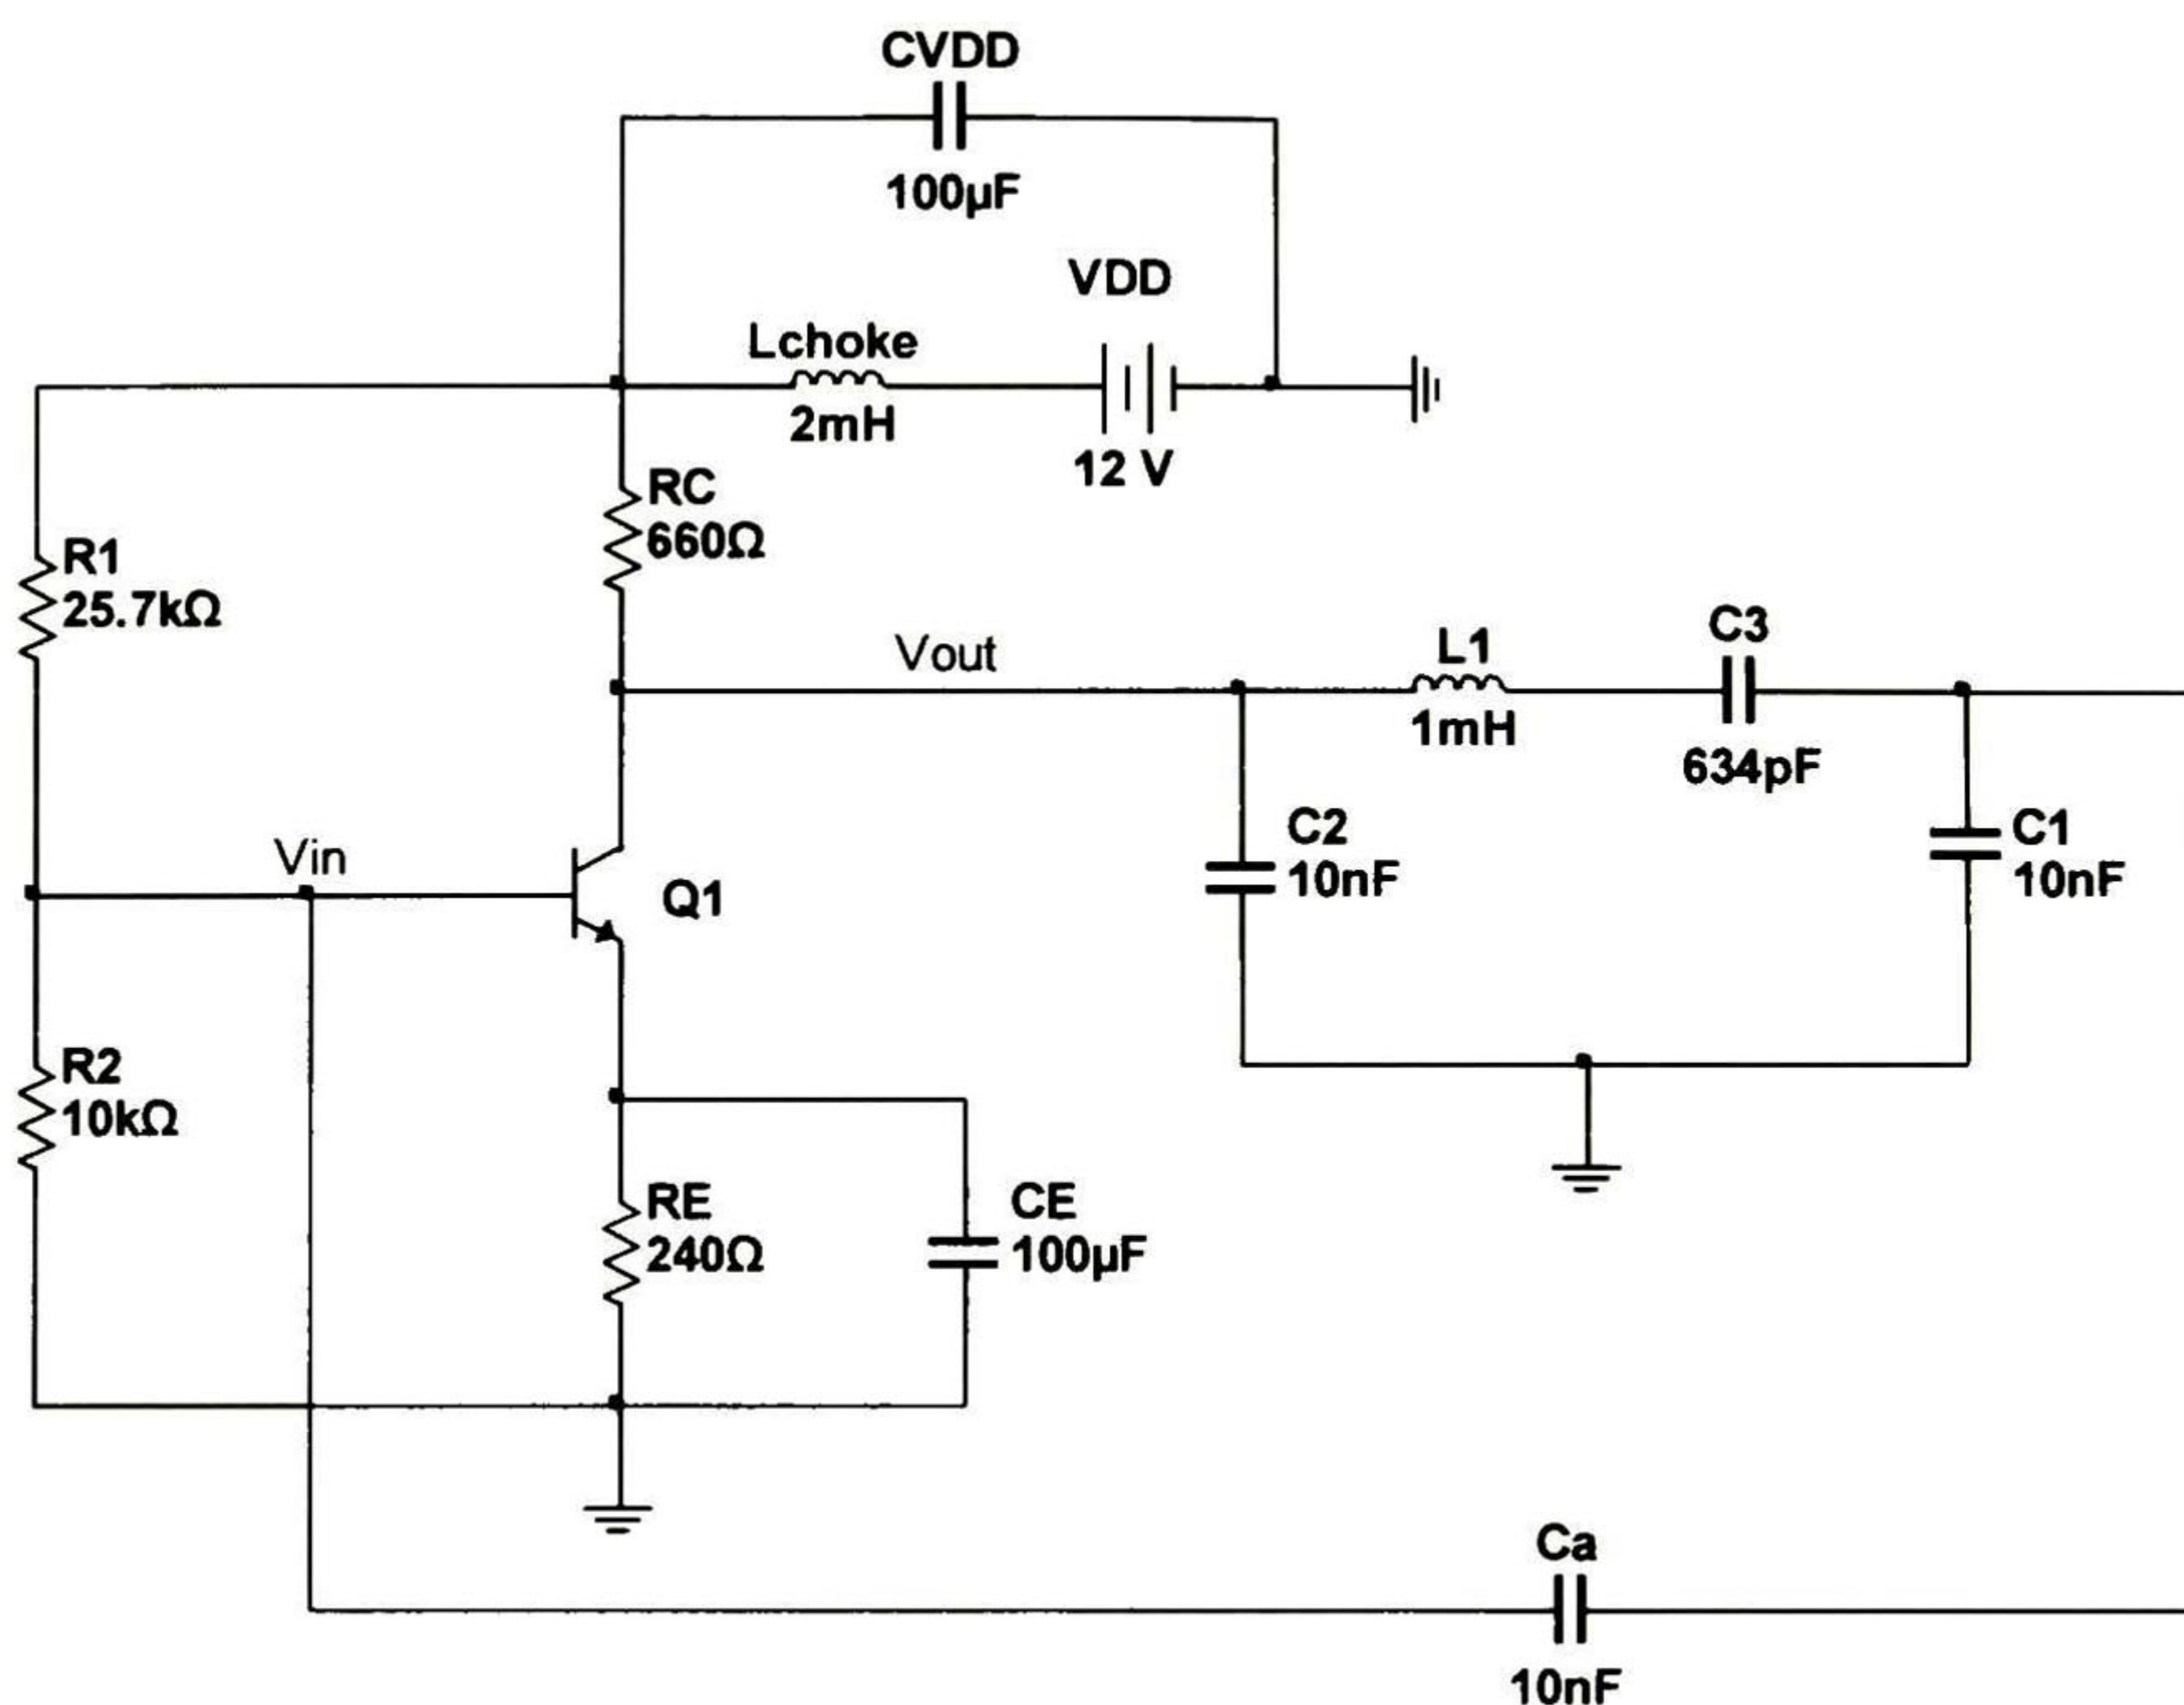 CVDD
100µF
VDD
Lchoke
2mH
12 V
RC
660Ω
R1
25.7kΩ
Vout
L1
1mH
C3
634pF
Vin
Q1
C2
10nF
C1
10nF
R2
10kΩ
RE
240Ω
CE
100µF
Ca
10nF